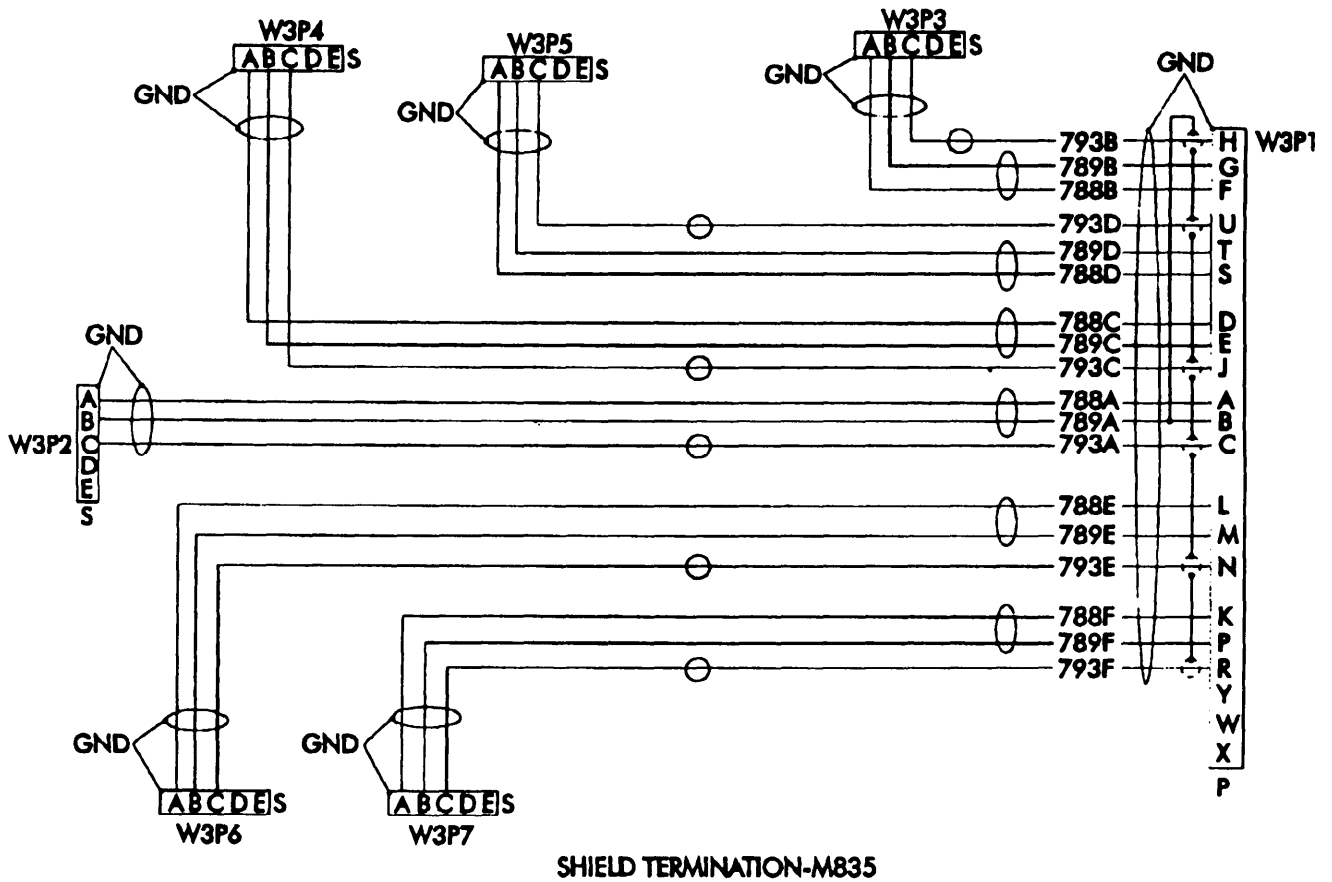 W3P4
ABCDES
GND
W3P5
ABCDES
GND
W3P3
ABCDES
GND
GND
W3P1
793B H
789B G
788B F
793D U
789D T
788D S
788C D
789C E
793C J
788A A
789A B
793A C
788E L
789E M
793E N
788F K
789F P
793F R
Y
W
X
P
GND
W3P2
A
B
C
D
E
S
GND
ABCDES
W3P6
GND
ABCDES
W3P7
SHIELD TERMINATION-M835